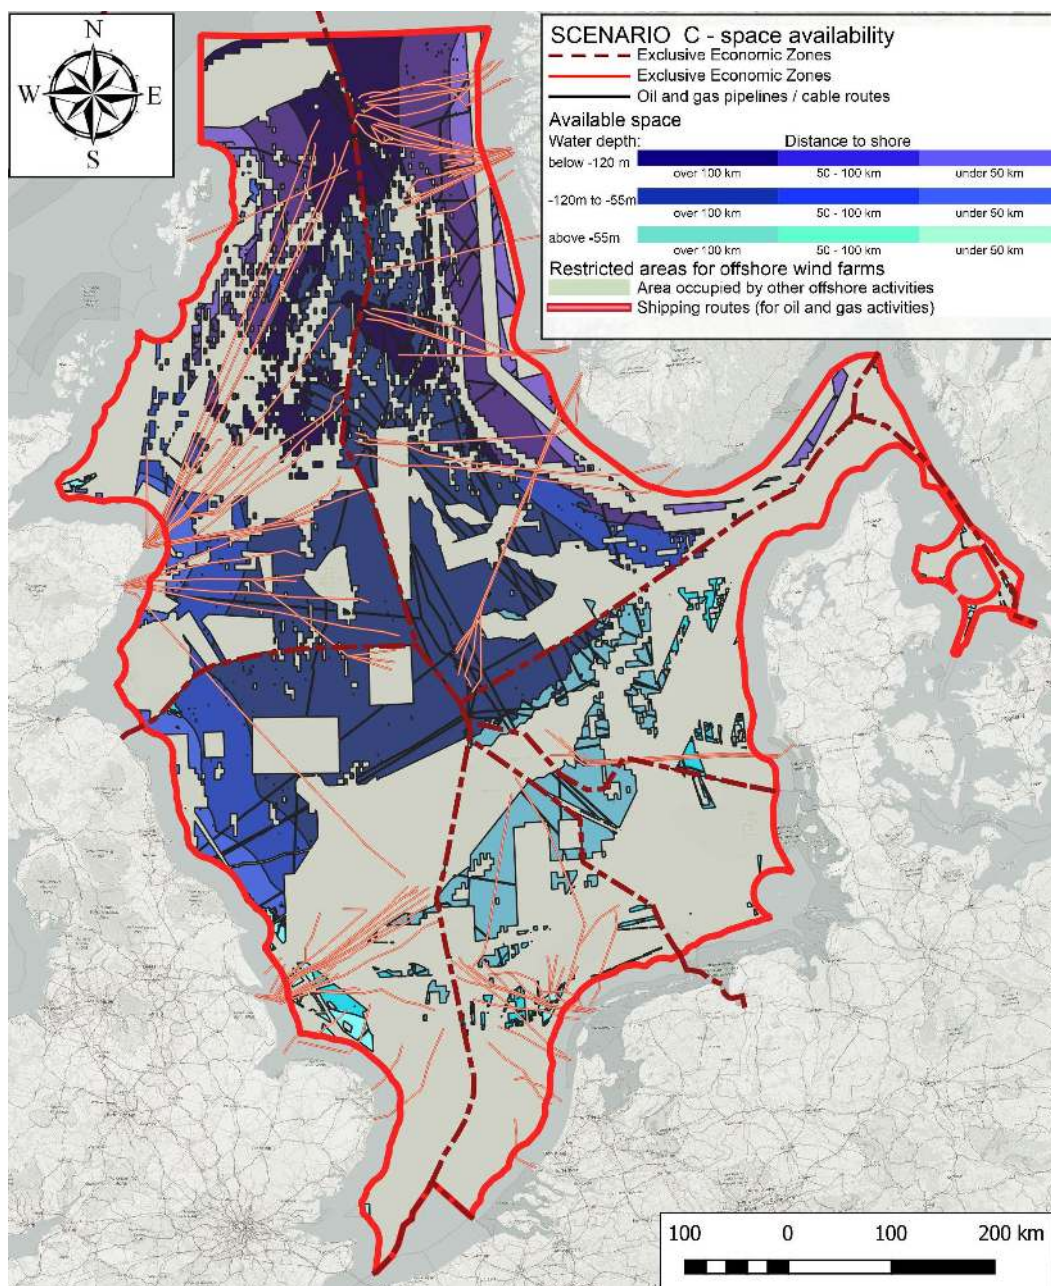 N
W E
S
SCENARIO C - space availability
Exclusive Economic Zones
Exclusive Economic Zones
Oil and gas pipelines / cable routes
Available space
Water depth: Distance to shore
below -120 m
over 100 km 50 - 100 km under 50 km
-120m to -55m
over 100 km 50 - 100 km under 50 km
above -55m
over 100 km 50 - 100 km under 50 km
Restricted areas for offshore wind farms
Area occupied by other offshore activities
Shipping routes (for oil and gas activities)
100 0 100 200 km